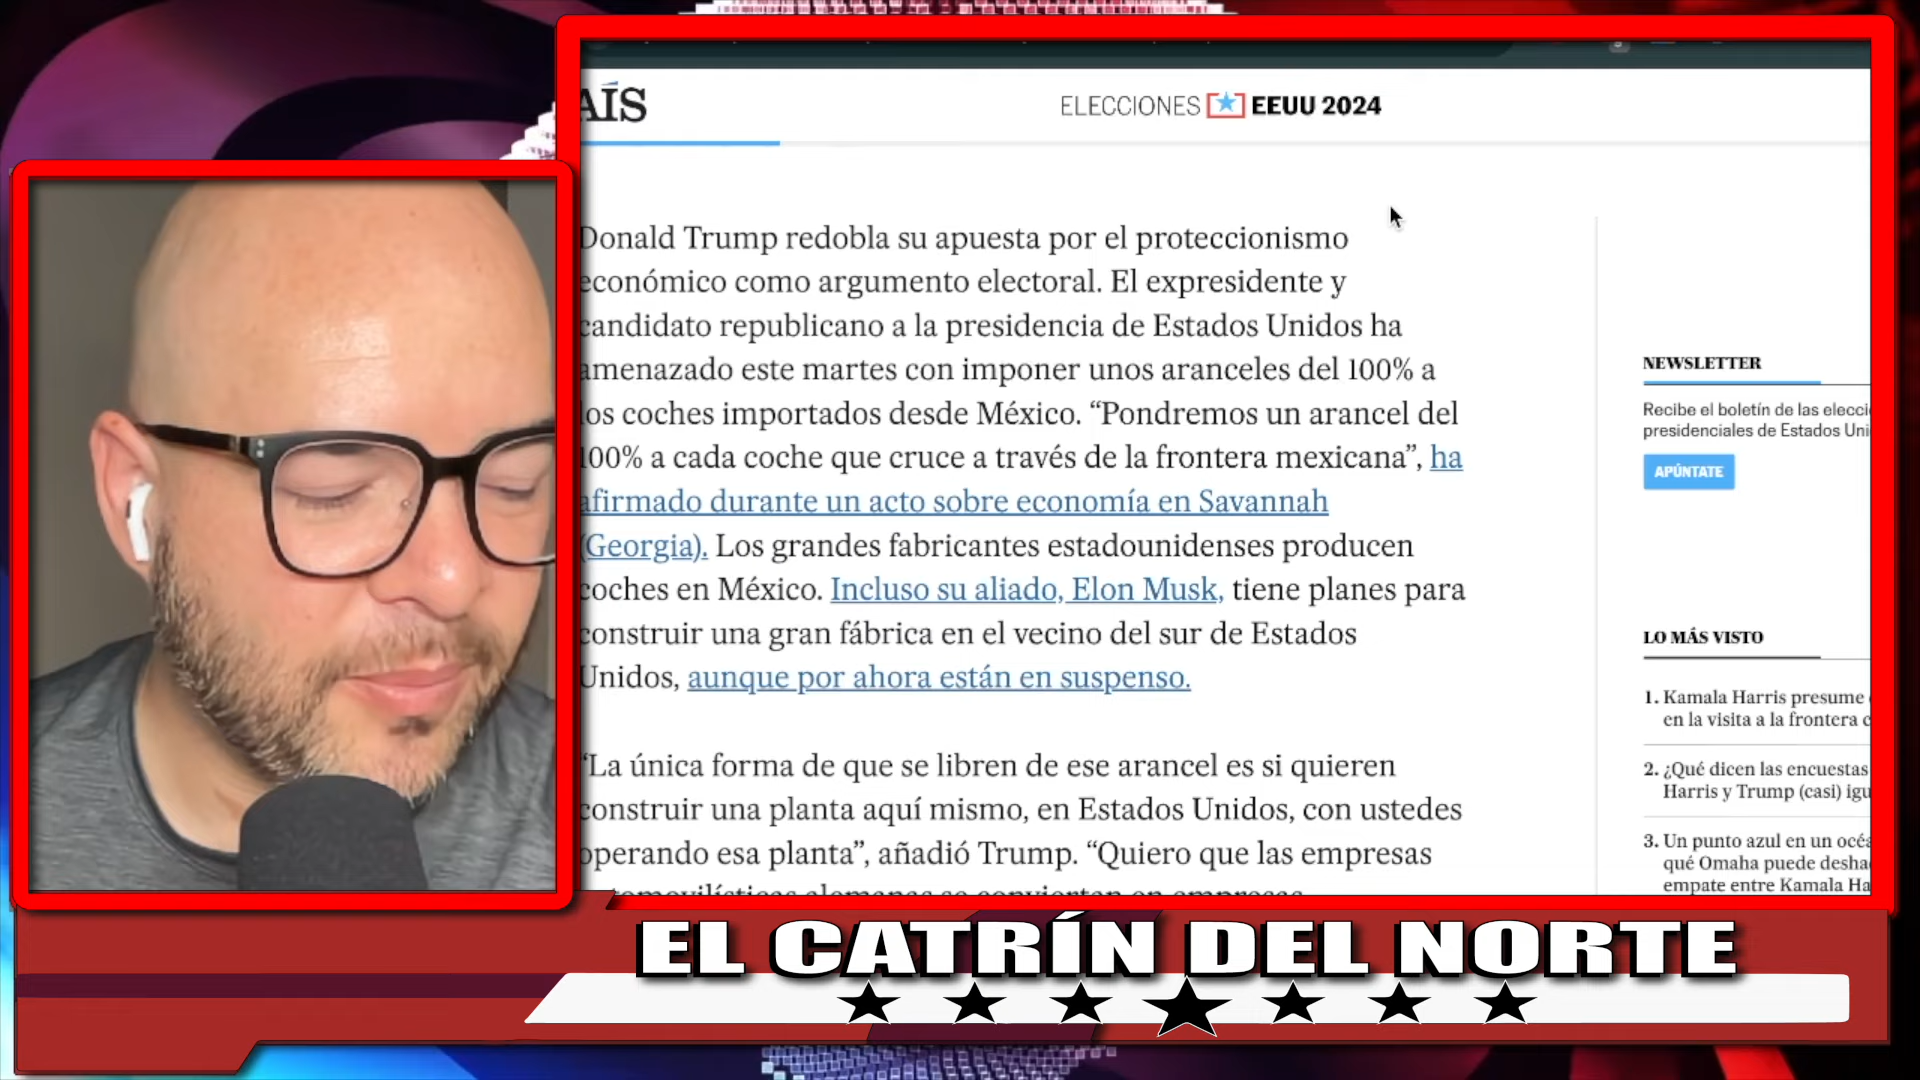 AÍS
ELECCIONES EEUU 2024
Donald Trump redobla su apuesta por el proteccionismo
económico como argumento electoral. El expresidente y
candidato republicano a la presidencia de Estados Unidos ha
amenazado este martes con imponer unos aranceles del 100% a
los coches importados desde México. “Pondremos un arancel del
100% a cada coche que cruce a través de la frontera mexicana”, ha
afirmado durante un acto sobre economía en Savannah
(Georgia). Los grandes fabricantes estadounidenses producen
coches en México. Incluso su aliado, Elon Musk, tiene planes para
construir una gran fábrica en el vecino del sur de Estados
Unidos, aunque por ahora están en suspenso.
“La única forma de que se libren de ese arancel es si quieren
construir una planta aquí mismo, en Estados Unidos, con ustedes
operando esa planta”, añadió Trump. “Quiero que las empresas
automovilísticas alemanas se conviertan en empresas
NEWSLETTER
Recibe el boletín de las elecci
presidenciales de Estados Uni
APÚNTATE
LO MÁS VISTO
1. Kamala Harris presume
en la visita a la frontera c
2. ¿Qué dicen las encuestas
Harris y Trump (casi) igu
3. Un punto azul en un océa
qué Omaha puede desha
empate entre Kamala Ha
EL CATRÍN DEL NORTE